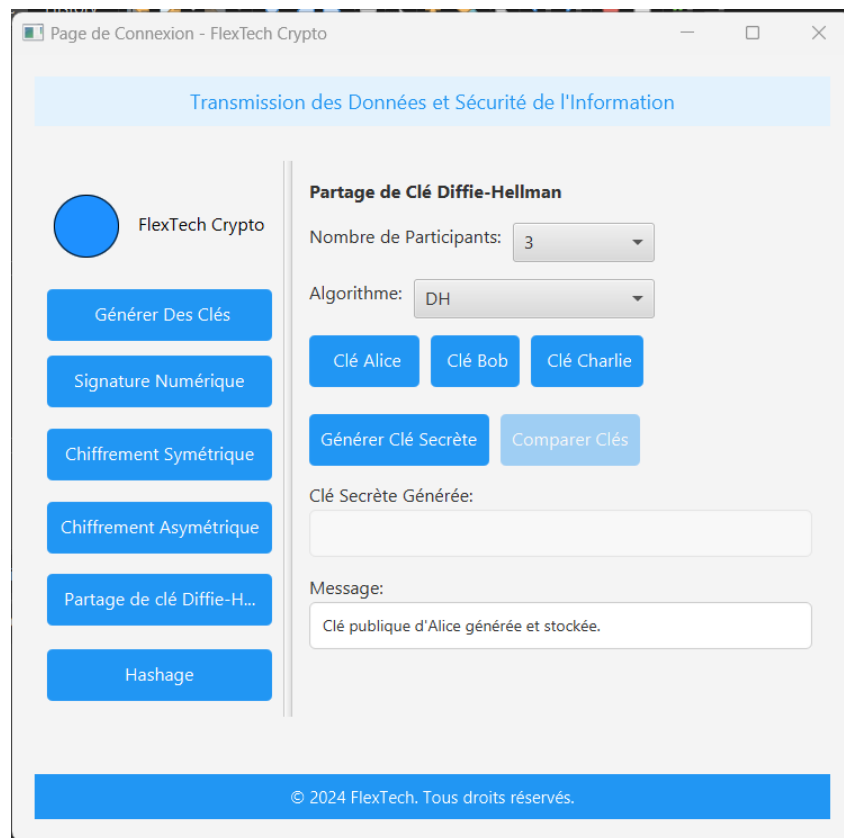 Page de Connexion - FlexTech Crypto
Transmission des Données et Sécurité de l'Information
FlexTech Crypto
Générer Des Clés
Signature Numérique
Chiffrement Symétrique
Chiffrement Asymétrique
Partage de clé Diffie-H...
Hashage
Partage de Clé Diffie-Hellman
Nombre de Participants: 3
Algorithme: DH
Clé Alice Clé Bob Clé Charlie
Générer Clé Secrète Comparer Clés
Clé Secrète Générée:
Message:
Clé publique d'Alice générée et stockée.
© 2024 FlexTech. Tous droits réservés.